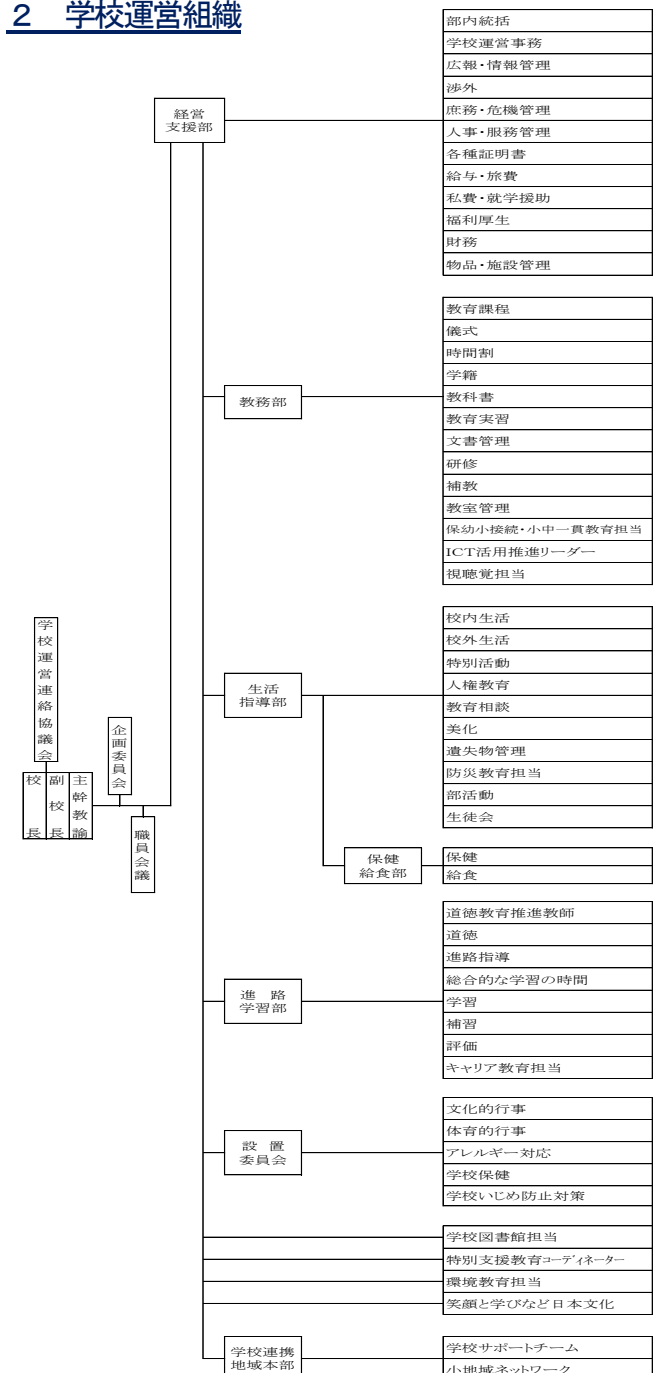 2 学校運営組織
部内統括
学校運営事務
広報・情報管理
渉外
庶務・危機管理
人事・服務管理
各種証明書
給与・旅費
私費・就学援助
福利厚生
財務
物品・施設管理
経営
支援部
教育課程
儀式
時間割
学籍
教科書
教育実習
文書管理
研修
補教
教室管理
保幼小接続・小中一貫教育担当
ICT活用推進リーダー
視聴覚担当
教務部
学校運営連絡協議会
校長
副校長
主幹教諭
企画委員会
職員会議
生活
指導部
校内生活
校外生活
特別活動
人権教育
教育相談
美化
遺失物管理
防災教育担当
部活動
生徒会
保健
給食部
保健
給食
進 路
学習部
道徳教育推進教師
道徳
進路指導
総合的な学習の時間
学習
補習
評価
キャリア教育担当
設 置
委員会
文化的行事
体育的行事
アレルギー対応
学校保健
学校いじめ防止対策
学校図書館担当
特別支援教育コーディネーター
環境教育担当
笑顔と学びなど日本文化
学校連携
地域本部
学校サポートチーム
小地域ネットワーク